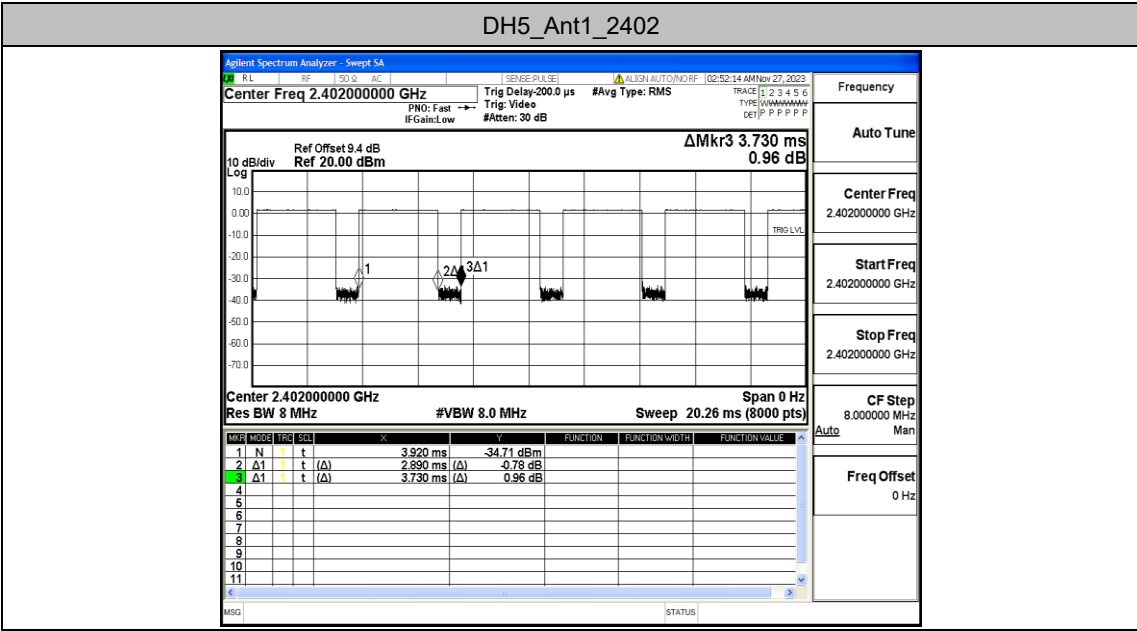 DH5_Ant1_2402
Agilent Spectrum Analyzer - Swept SA
LXI RL RF 50 Ω AC SENSE:PULSE ALIGN AUTO/NO RF 02:52:14 AM Nov 27, 2023
Center Freq 2.402000000 GHz
PNO: Fast
IFGain:Low
Trig Delay-200.0 µs
Trig: Video
#Atten: 30 dB
#Avg Type: RMS
TRACE 1 2 3 4 5 6
TYPE
DET P P P P P P
ΔMkr3 3.730 ms
0.96 dB
Ref Offset 9.4 dB
10 dB/div Ref 20.00 dBm
Log
10.0
0.00
-10.0
TRIG LVL
-20.0
1 2Δ 3Δ1
-30.0
-40.0
-50.0
-60.0
-70.0
Center 2.402000000 GHz Span 0 Hz
Res BW 8 MHz #VBW 8.0 MHz Sweep 20.26 ms (8000 pts)
MKR MODE TRC SCL X Y FUNCTION FUNCTION WIDTH FUNCTION VALUE
1 N 1 t 3.920 ms -34.71 dBm
2 Δ1 1 t (Δ) 2.890 ms (Δ) -0.78 dB
3 Δ1 1 t (Δ) 3.730 ms (Δ) 0.96 dB
4
5
6
7
8
9
10
11
MSG STATUS
Frequency
Auto Tune
Center Freq
2.402000000 GHz
Start Freq
2.402000000 GHz
Stop Freq
2.402000000 GHz
CF Step
8.000000 MHz
Auto Man
Freq Offset
0 Hz